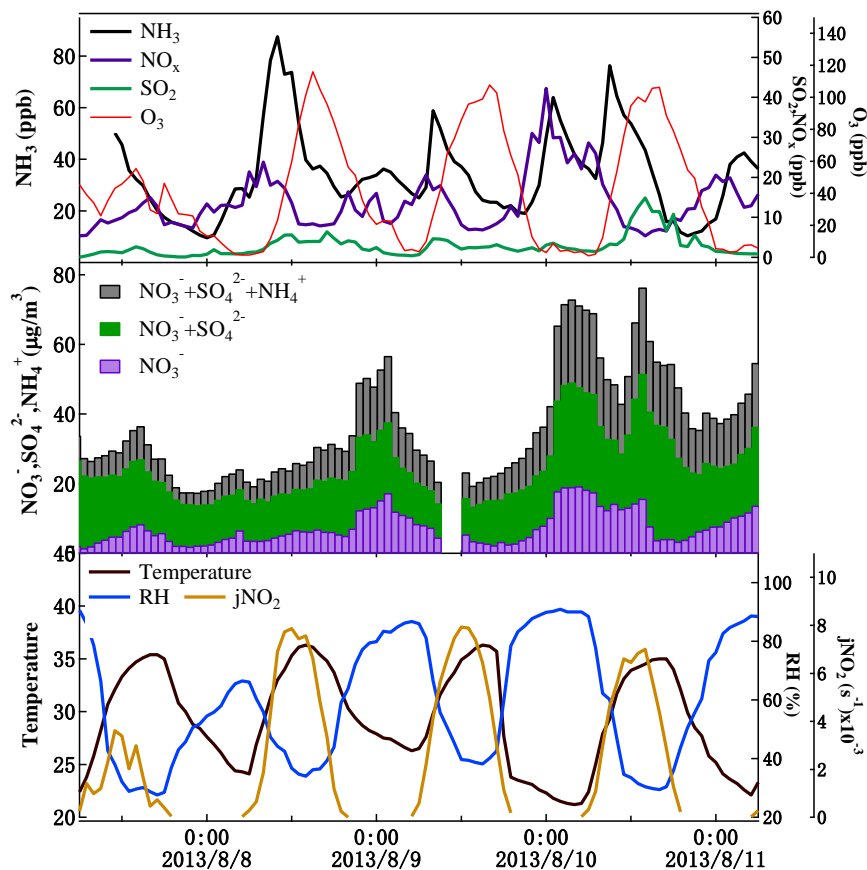 NH₃
NOₓ
SO₂
O₃
80
60
40
20
NH₃ (ppb)
60
50
40
30
20
10
0
SO₂,NOₓ (ppb)
140
120
100
80
60
40
20
0
O₃ (ppb)
NO₃⁻+SO₄²⁻+NH₄⁺
NO₃⁻+SO₄²⁻
NO₃⁻
80
60
40
20
0
NO₃⁻,SO₄²⁻,NH₄⁺(μg/m³)
Temperature
RH jNO₂
45
40
35
30
25
20
Temperature
100
80
60
40
20
RH (%)
10
8
6
4
2
0
jNO₂(s⁻¹)x10⁻³
0:00 0:00 0:00 0:00
2013/8/8 2013/8/9 2013/8/10 2013/8/11